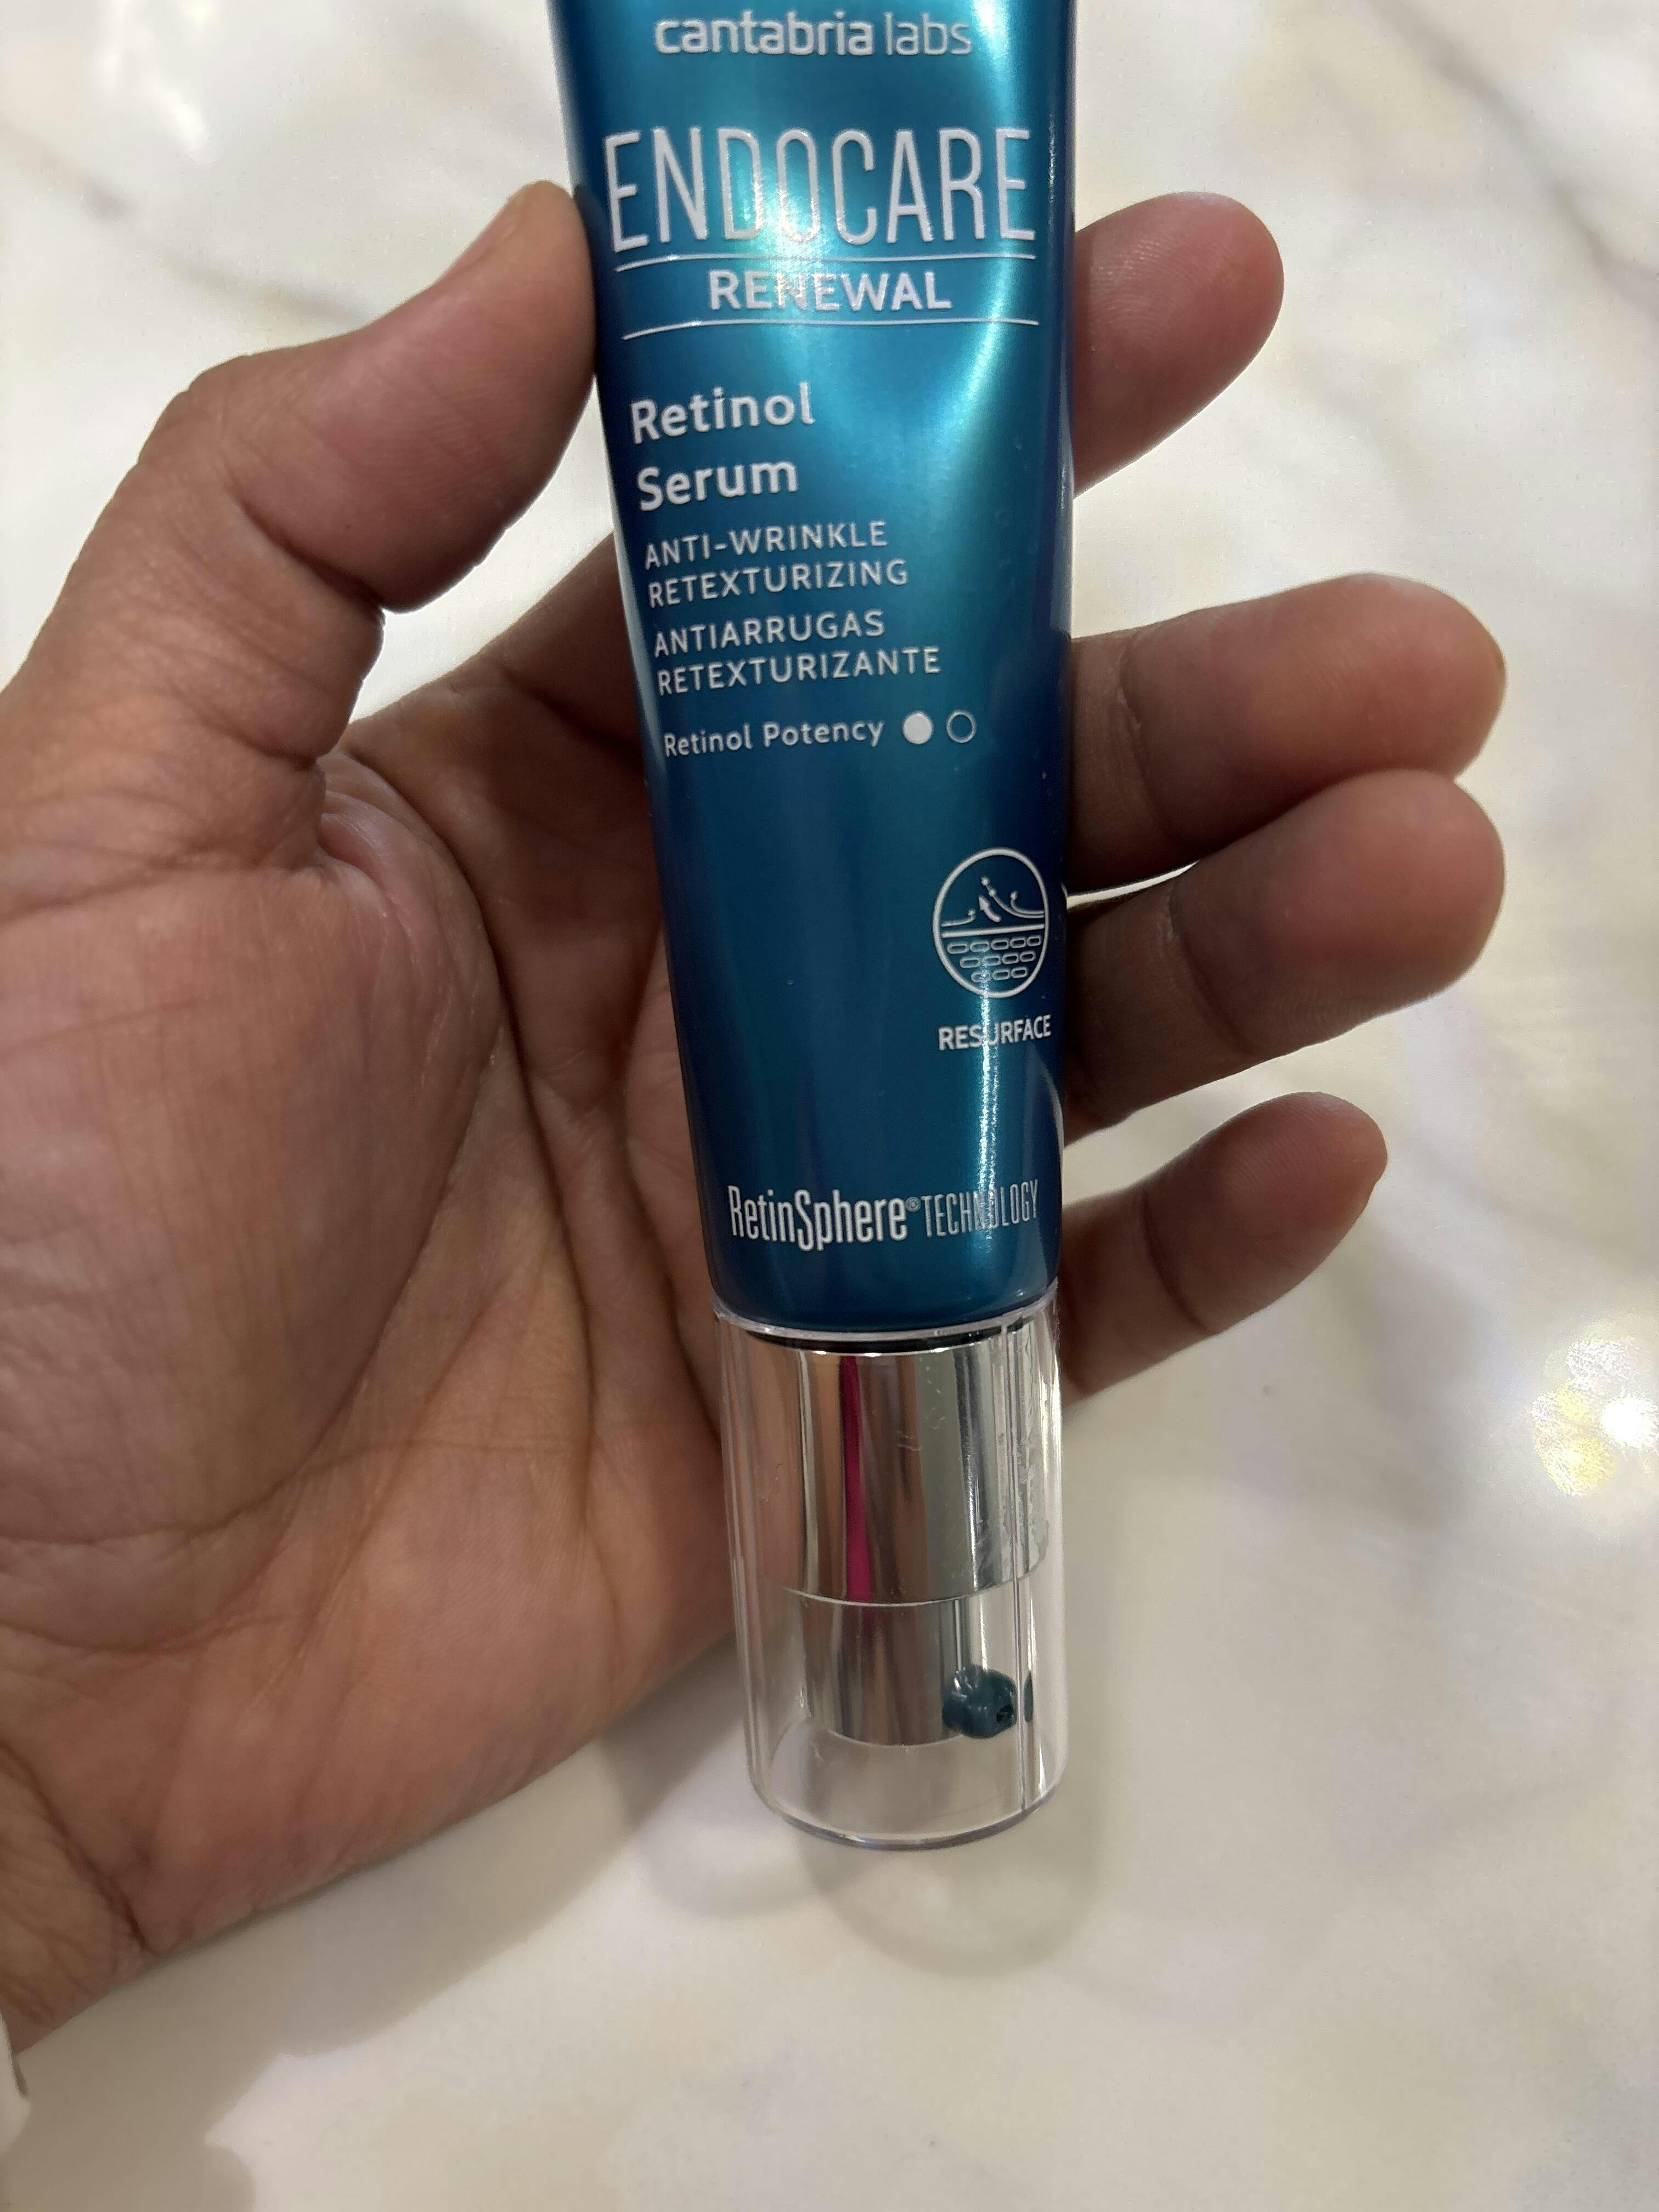 cantabria labs
ENDOCARE
RENEWAL
Retinol
Serum
ANTI-WRINKLE
RETEXTURIZING
ANTIARRUGAS
RETEXTURIZANTE
Retinol Potency
RESURFACE
RetinSphere® TECHNOLOGY